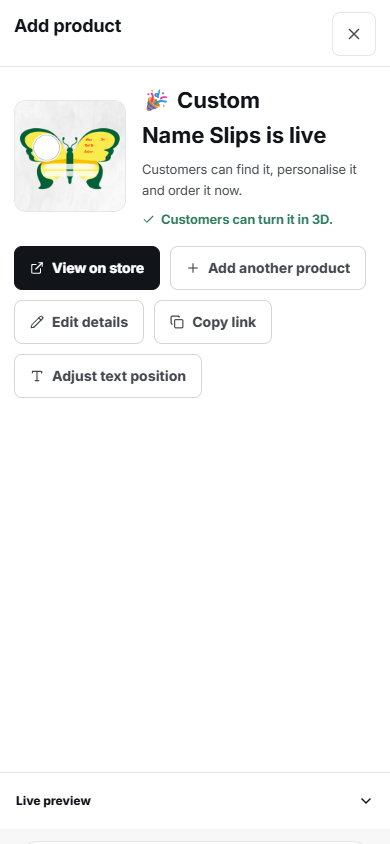 Add product
🎉 Custom
Name Slips is live
Customers can find it, personalise it
and order it now.
Customers can turn it in 3D.
View on store
Add another product
Edit details
Copy link
Adjust text position
Live preview